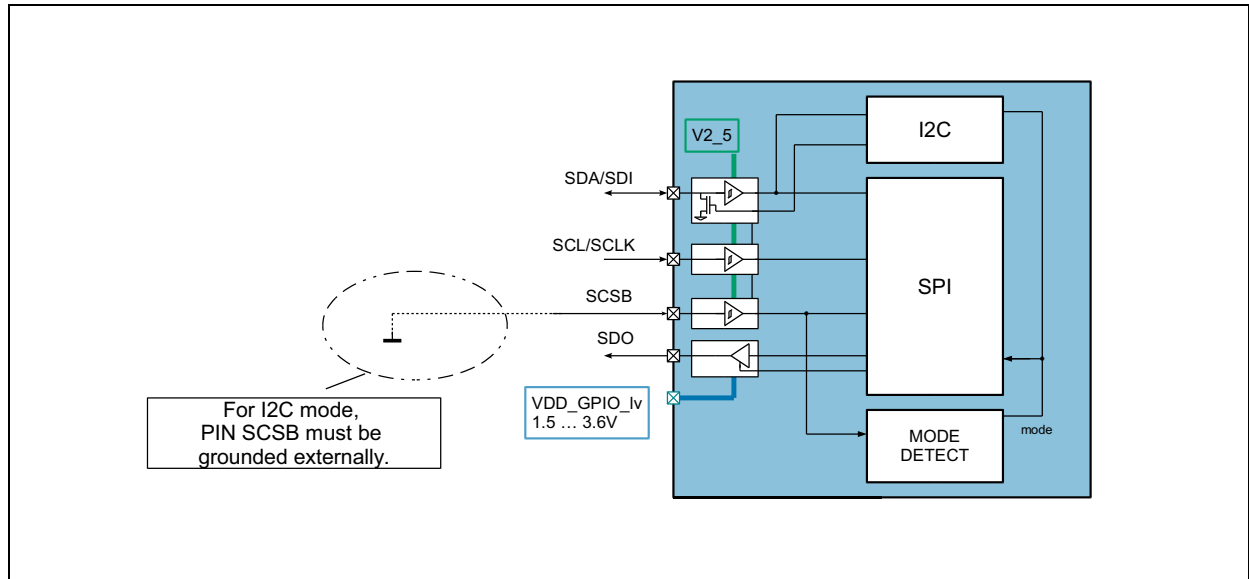 I2C
V2_5
SDA/SDI
SCL/SCLK
SPI
SCSB
SDO
VDD_GPIO_lv
1.5 ... 3.6V
For I2C mode,
PIN SCSB must be
grounded externally.
mode
MODE
DETECT